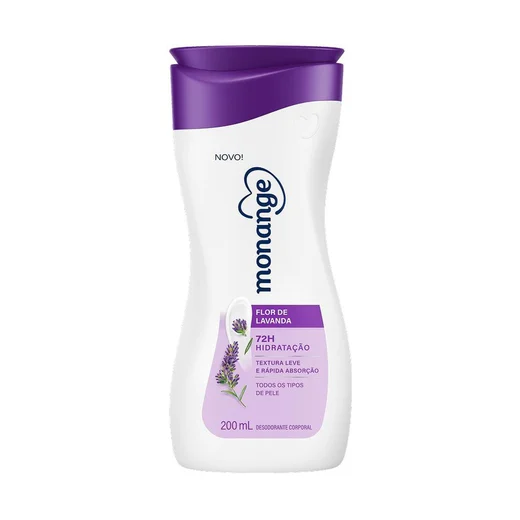 NOVO!
monange
FLOR DE
LAVANDA
72H
HIDRATAÇÃO
TEXTURA LEVE
E RÁPIDA ABSORÇÃO
TODOS OS TIPOS
DE PELE
200 mL DESODORANTE CORPORAL